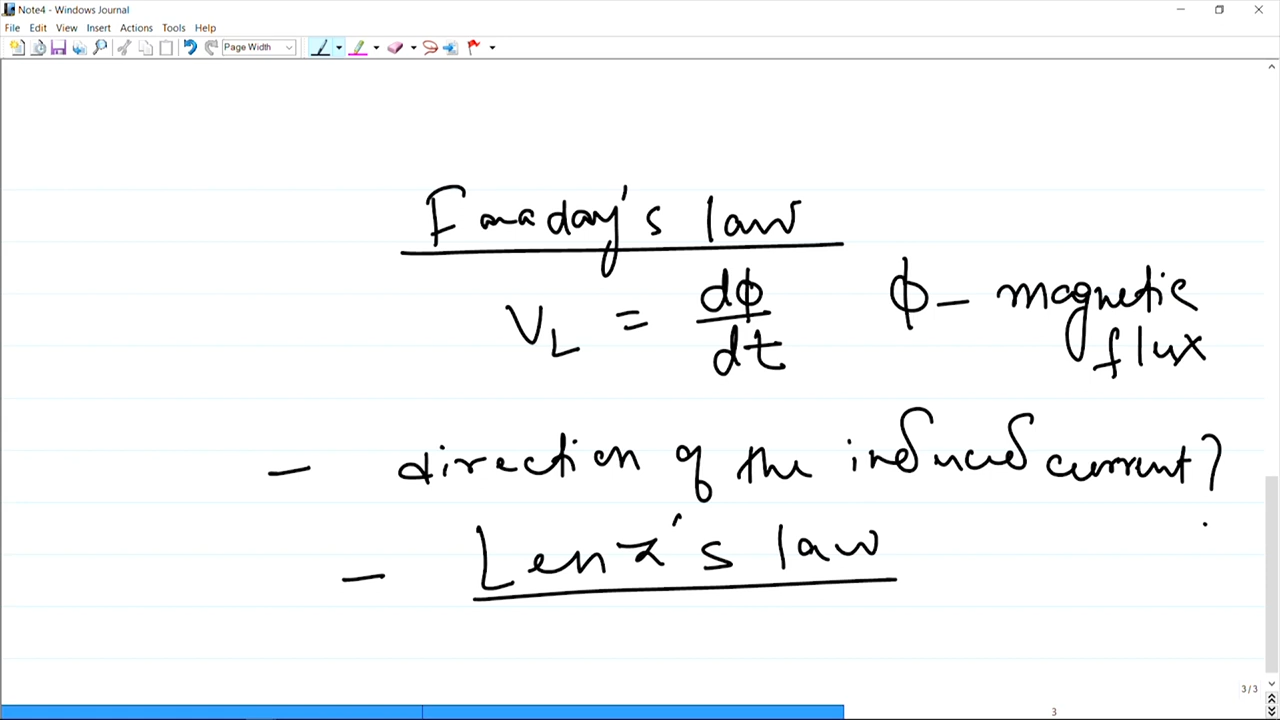 Note4 - Windows Journal
File Edit View Insert Actions Tools Help
Page Width
Faraday's law
V_L = dϕ/dt ϕ – magnetic flux
– direction of the induced current?
– Lenz's law
3/3
3